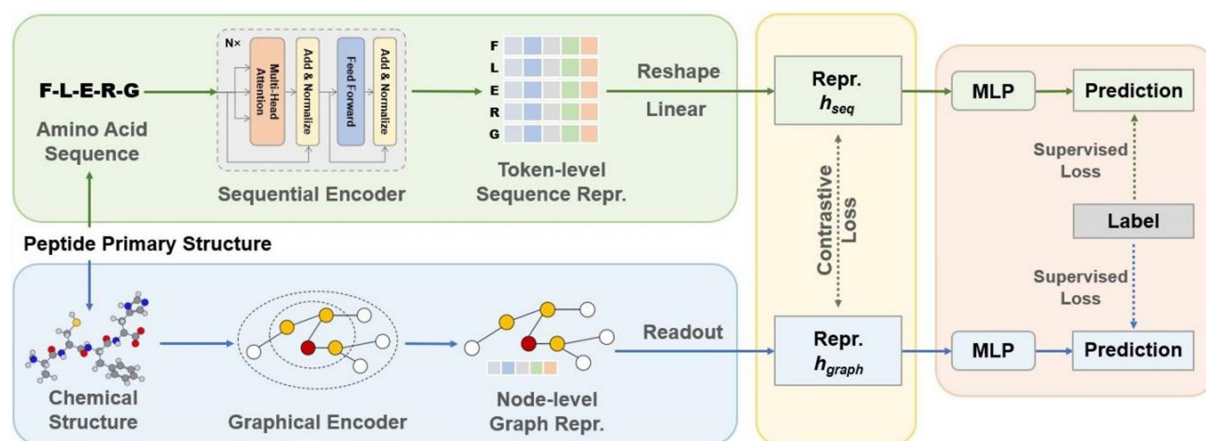 F-L-E-R-G
Amino Acid
Sequence
N×
Multi-Head
Attention
Add & Normalize
Feed Forward
Add & Normalize
Sequential Encoder
F
L
E
R
G
Token-level
Sequence Repr.
Reshape
Linear
Repr.
h_seq
MLP
Prediction
Supervised
Loss
Contrastive
Loss
Label
Peptide Primary Structure
Supervised
Loss
Chemical
Structure
Graphical Encoder
Node-level
Graph Repr.
Readout
Repr.
h_graph
MLP
Prediction